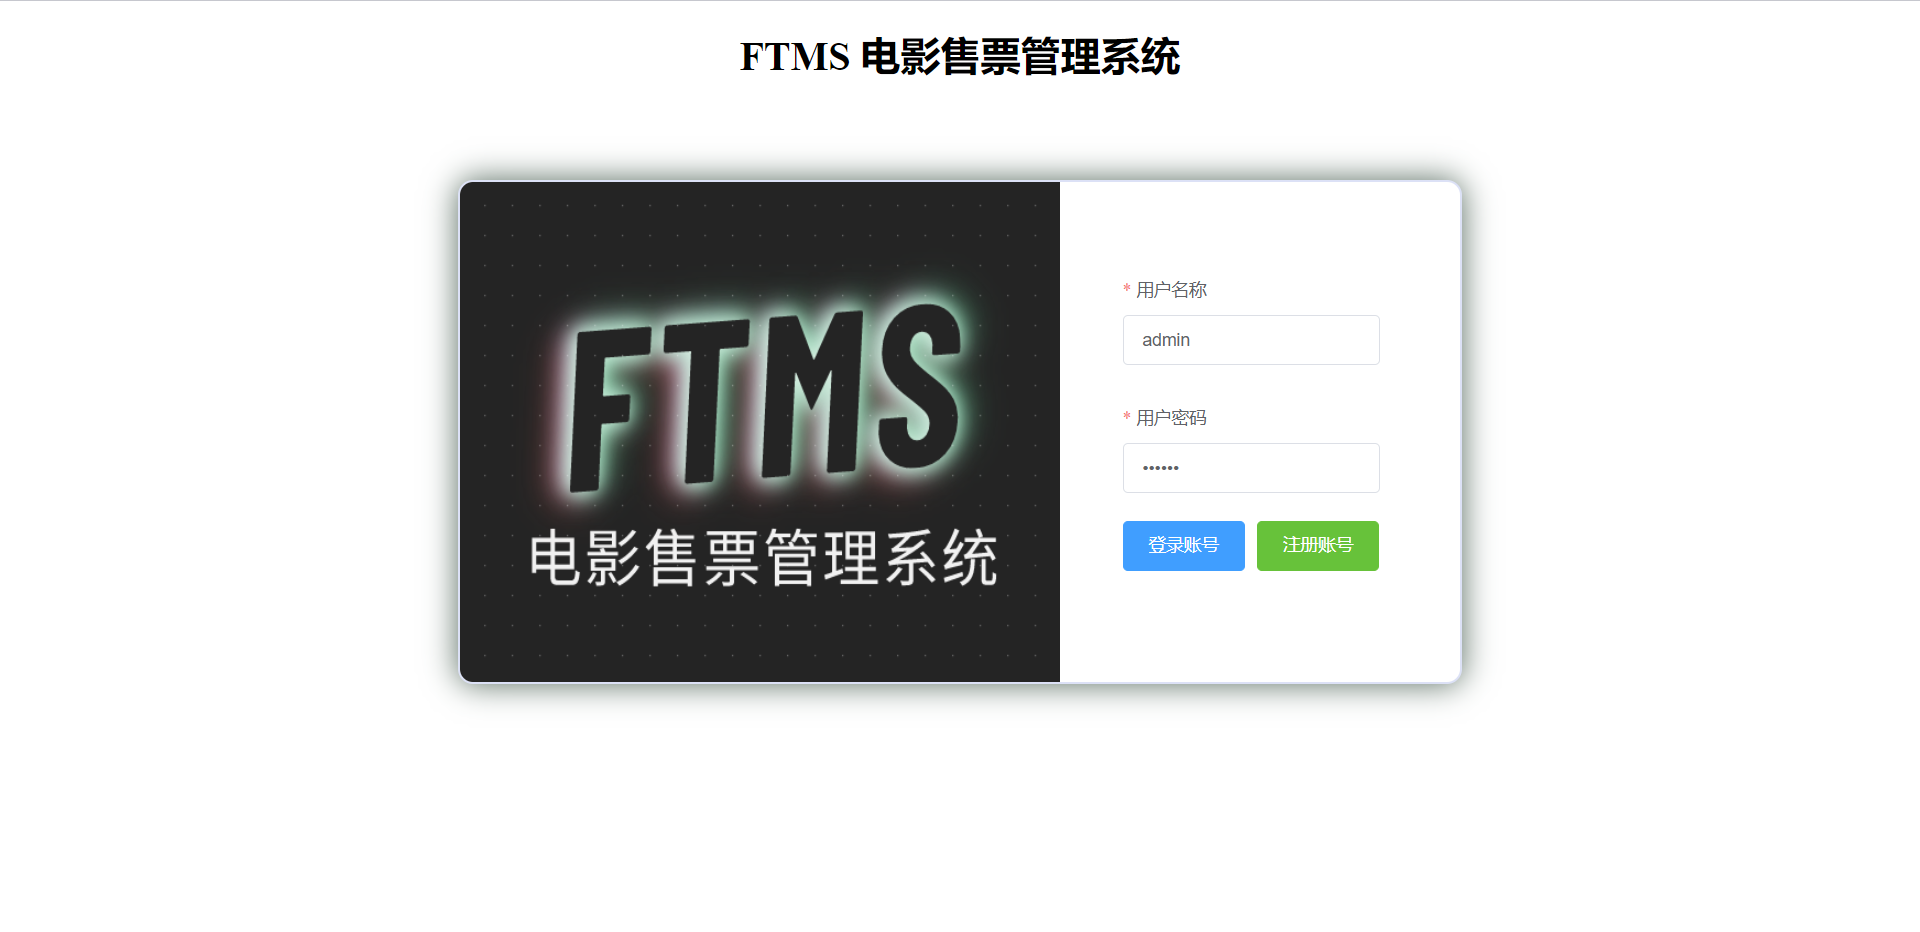 FTMS 电影售票管理系统
FTMS
电影售票管理系统
* 用户名称
admin
* 用户密码
••••••
登录账号
注册账号